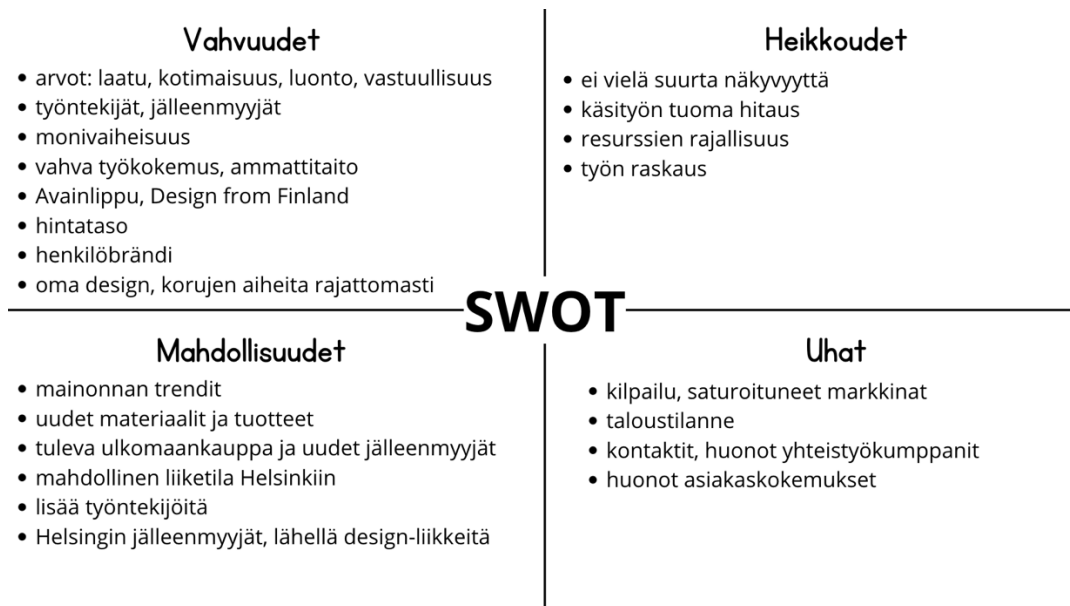 Vahvuudet
• arvot: laatu, kotimaisuus, luonto, vastuullisuus
• työntekijät, jälleenmyyjät
• monivaiheisuus
• vahva työkokemus, ammattitaito
• Avainlippu, Design from Finland
• hintataso
• henkilöbrändi
• oma design, korujen aiheita rajattomasti
Heikkoudet
• ei vielä suurta näkyvyyttä
• käsityön tuoma hitaus
• resurssien rajallisuus
• työn raskaus
SWOT
Mahdollisuudet
• mainonnan trendit
• uudet materiaalit ja tuotteet
• tuleva ulkomaankauppa ja uudet jälleenmyyjät
• mahdollinen liiketila Helsinkiin
• lisää työntekijöitä
• Helsingin jälleenmyyjät, lähellä design-liikkeitä
Uhat
• kilpailu, saturoituneet markkinat
• taloustilanne
• kontaktit, huonot yhteistyökumppanit
• huonot asiakaskokemukset